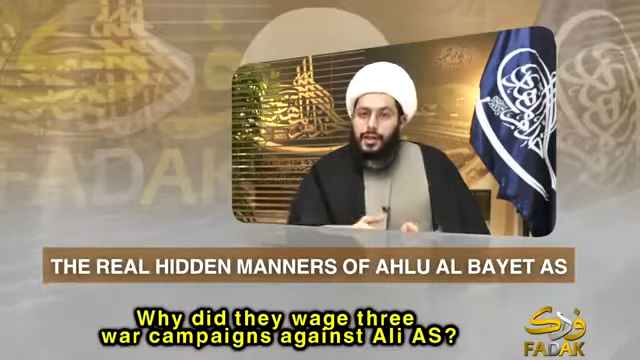 FADAK
THE REAL HIDDEN MANNERS OF AHLU AL BAYET AS
Why did they wage three
war campaigns against Ali AS?
فدك
FADAK